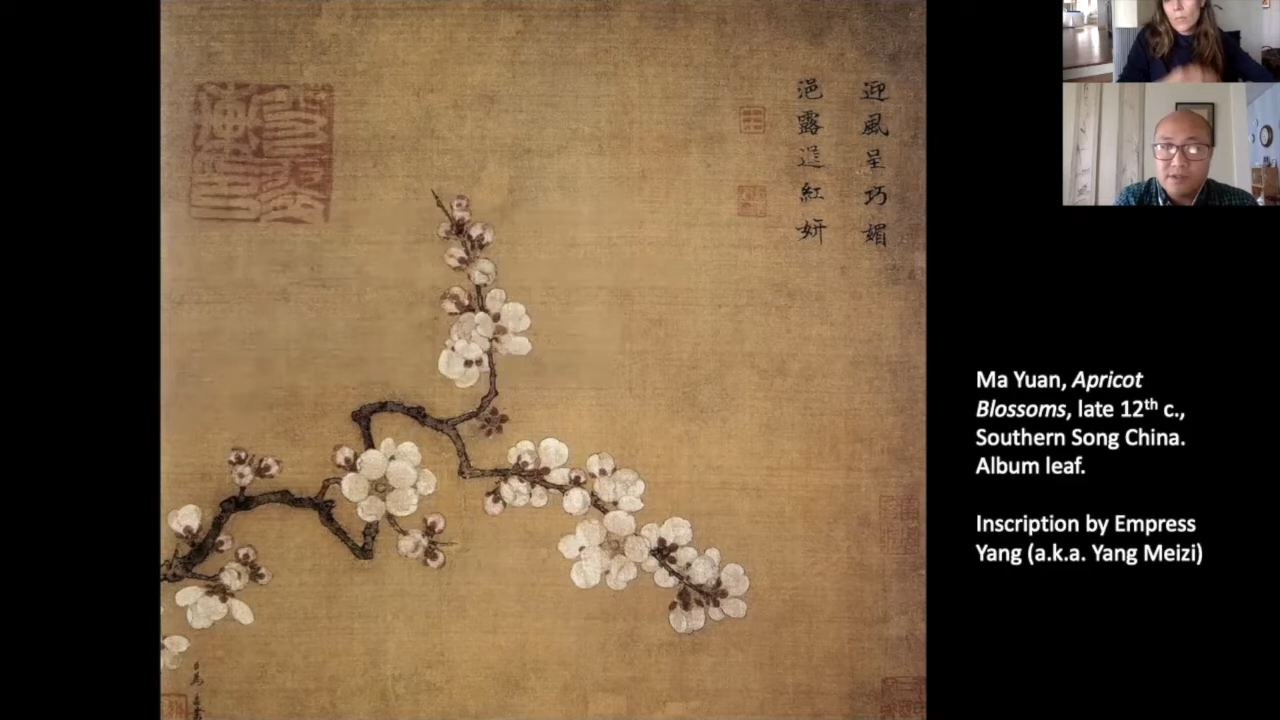 迎風呈巧媚
浥露逞紅妍
Ma Yuan, Apricot
Blossoms, late 12th c.,
Southern Song China.
Album leaf.
Inscription by Empress
Yang (a.k.a. Yang Meizi)